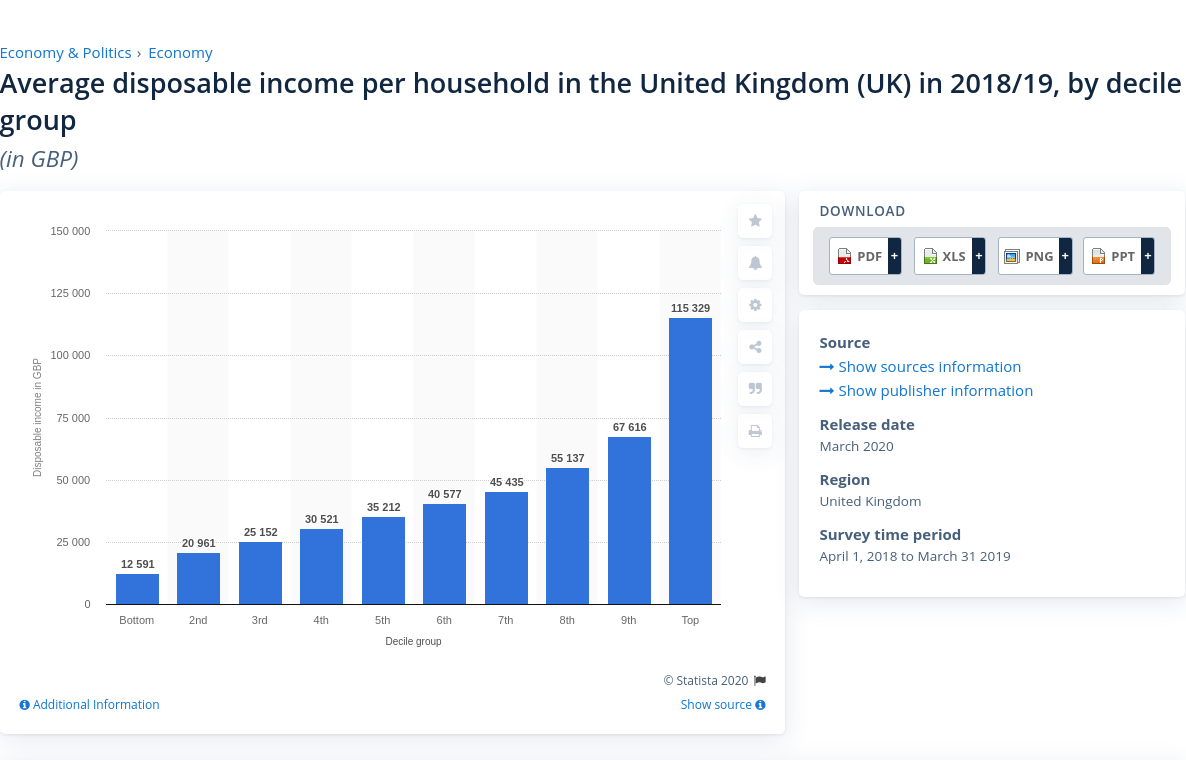 Economy & Politics › Economy
Average disposable income per household in the United Kingdom (UK) in 2018/19, by decile
group
(in GBP)
150 000
125 000
100 000
75 000
50 000
25 000
0
Disposable income in GBP
12 591
20 961
25 152
30 521
35 212
40 577
45 435
55 137
67 616
115 329
Bottom 2nd 3rd 4th 5th 6th 7th 8th 9th Top
Decile group
© Statista 2020
Additional Information
Show source
DOWNLOAD
PDF + XLS + PNG + PPT +
Source
Show sources information
Show publisher information
Release date
March 2020
Region
United Kingdom
Survey time period
April 1, 2018 to March 31 2019